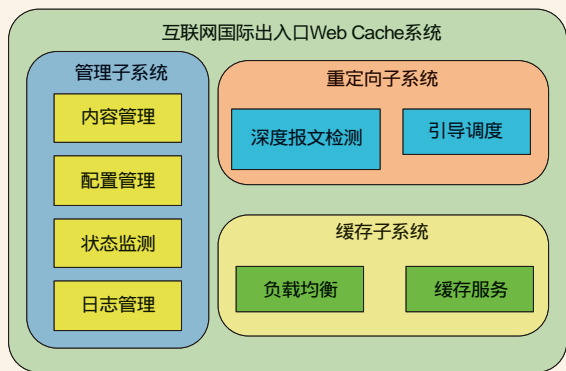 互联网国际出入口Web Cache系统
管理子系统
内容管理
配置管理
状态监测
日志管理
重定向子系统
深度报文检测
引导调度
缓存子系统
负载均衡
缓存服务